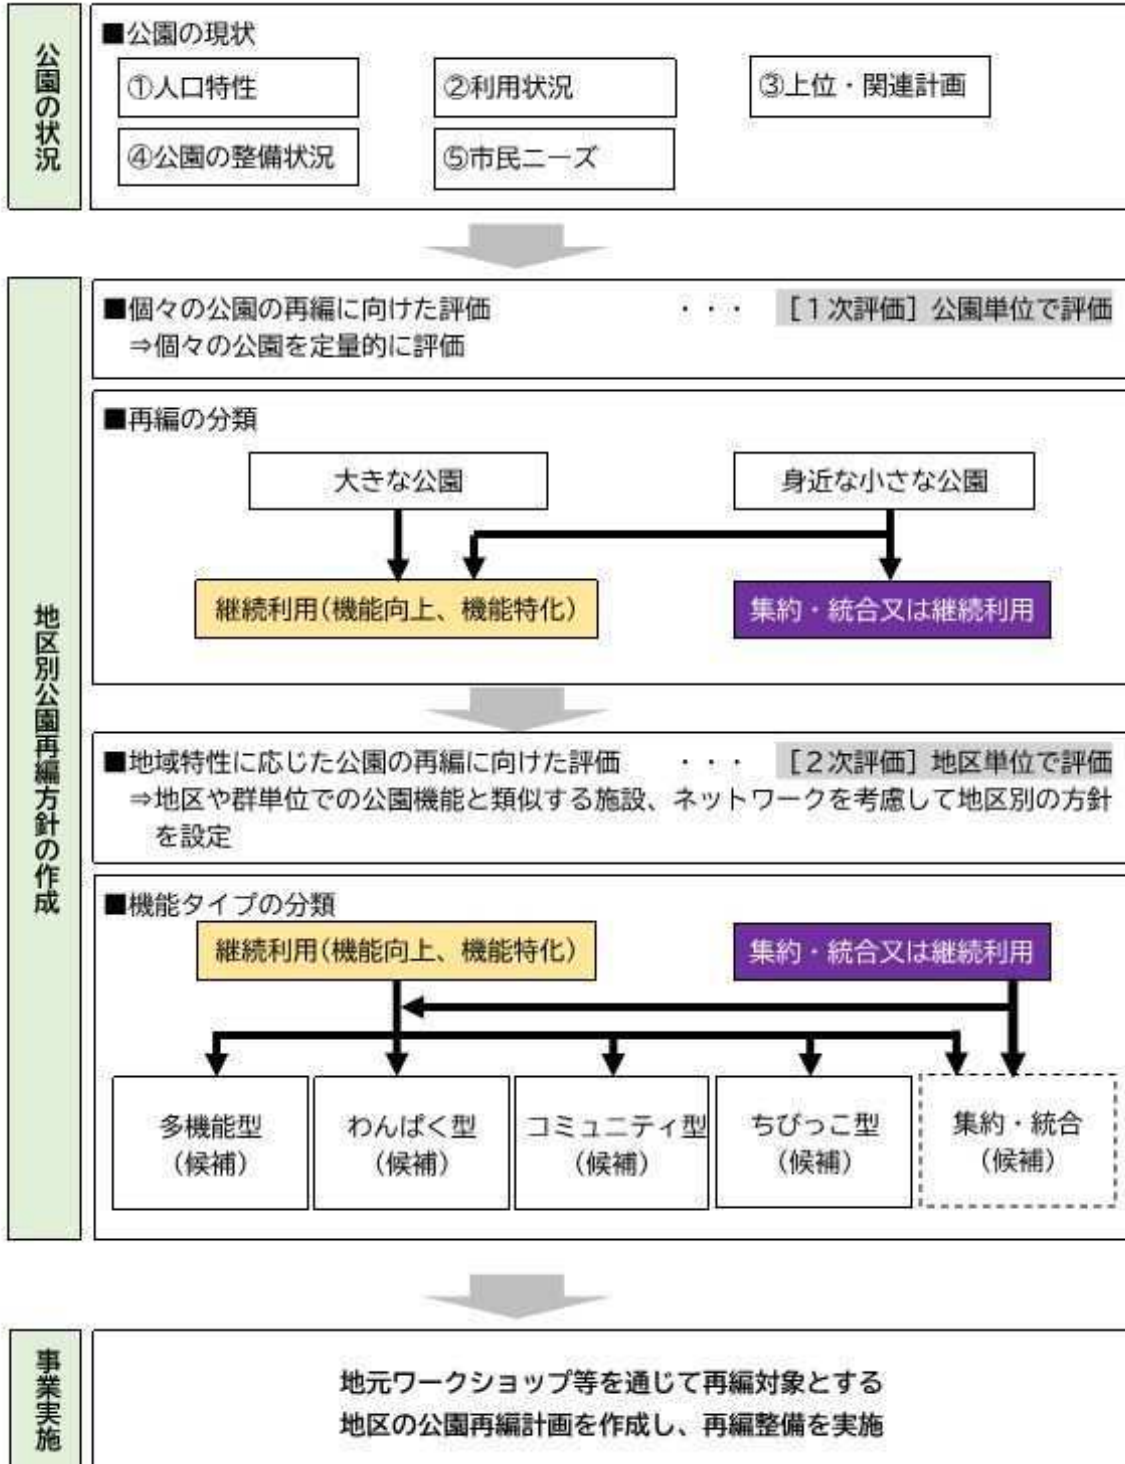 公園の状況
■公園の現状
①人口特性
②利用状況
③上位・関連計画
④公園の整備状況
⑤市民ニーズ
地区別公園再編方針の作成
■個々の公園の再編に向けた評価 ・・・ [1次評価] 公園単位で評価
⇒個々の公園を定量的に評価
■再編の分類
大きな公園
身近な小さな公園
継続利用(機能向上、機能特化)
集約・統合又は継続利用
■地域特性に応じた公園の再編に向けた評価 ・・・ [2次評価] 地区単位で評価
⇒地区や群単位での公園機能と類似する施設、ネットワークを考慮して地区別の方針
を設定
■機能タイプの分類
継続利用(機能向上、機能特化)
集約・統合又は継続利用
多機能型
(候補)
わんぱく型
(候補)
コミュニティ型
(候補)
ちびっこ型
(候補)
集約・統合
(候補)
事業実施
地元ワークショップ等を通じて再編対象とする
地区の公園再編計画を作成し、再編整備を実施